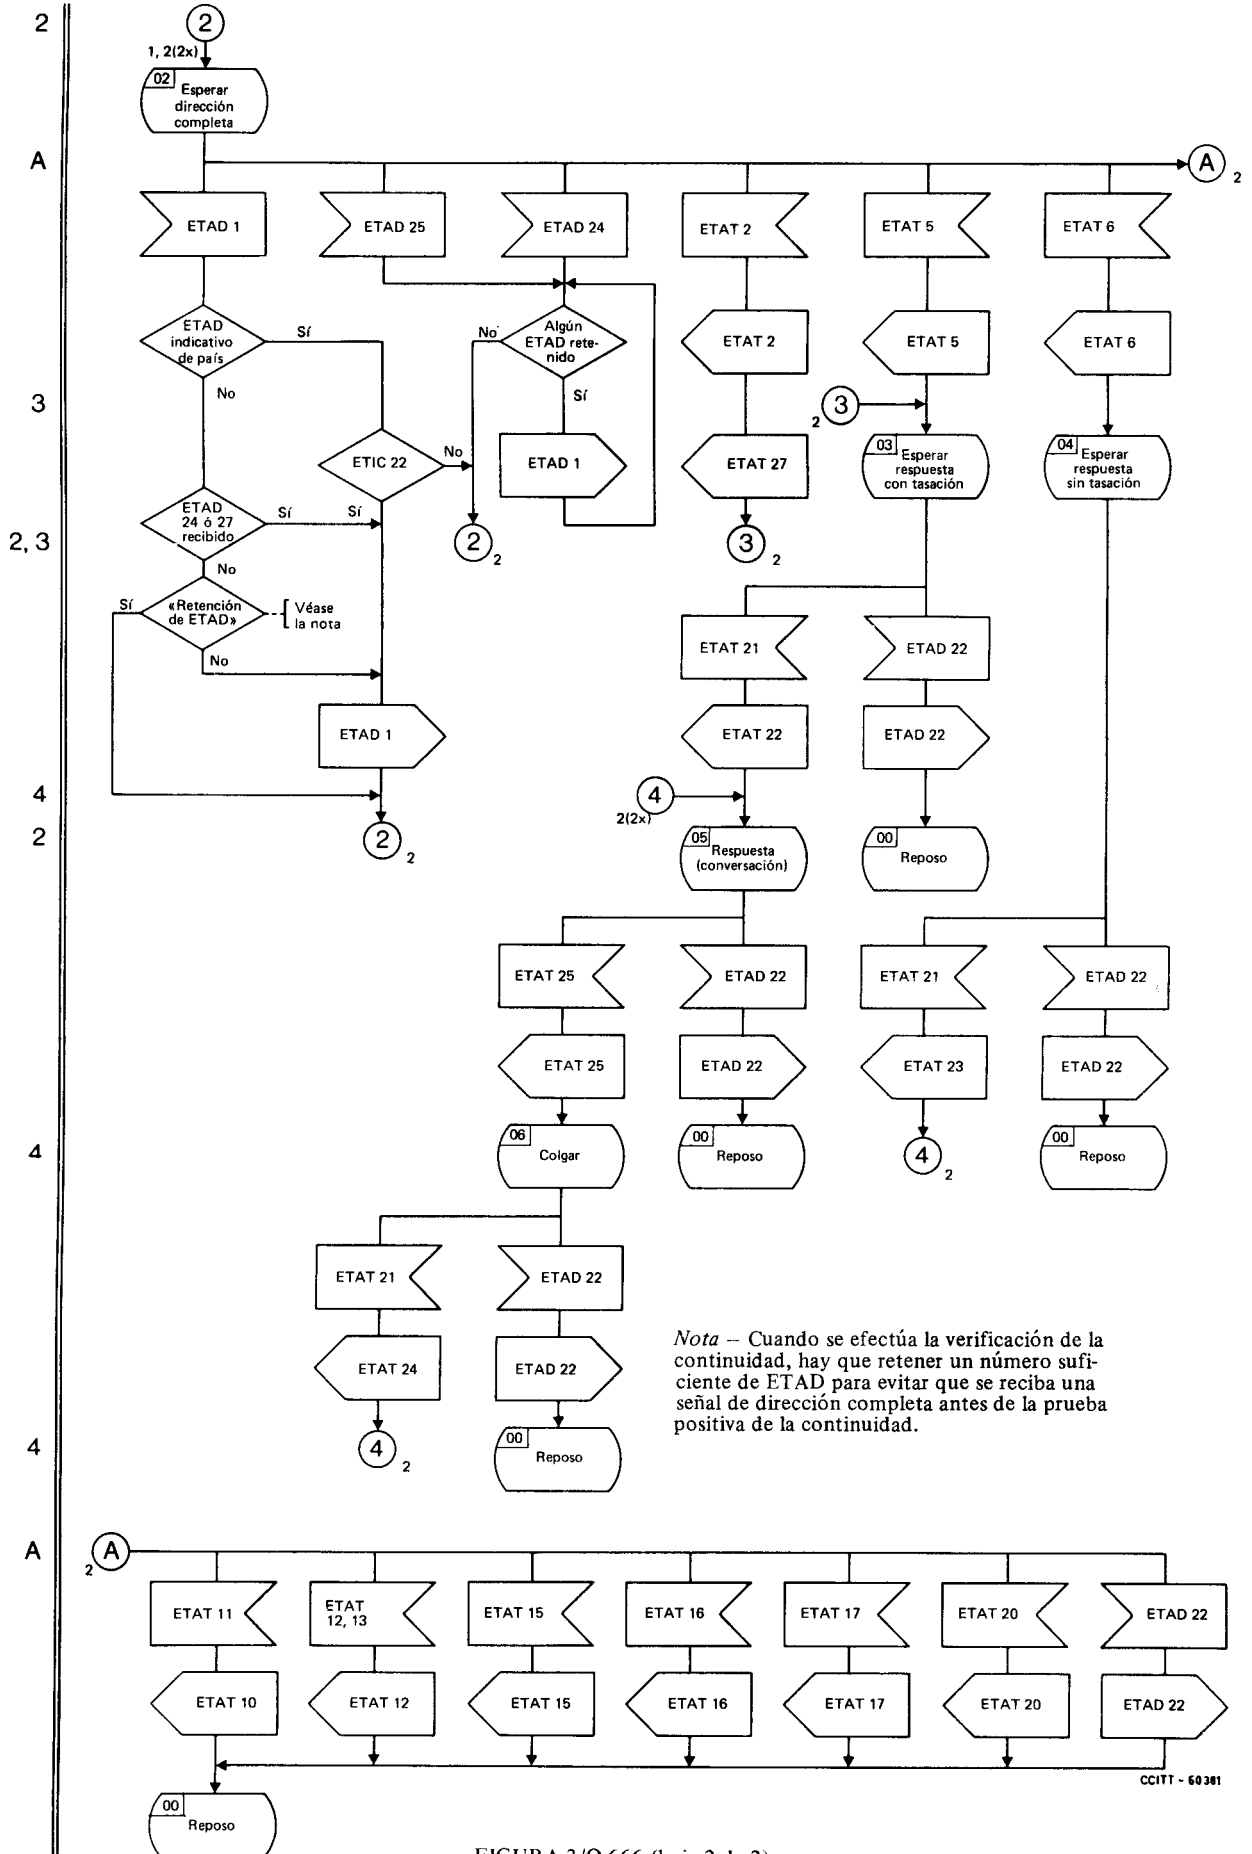 2
2
1, 2(2x)
02
Esperar
dirección
completa
A
A
2
ETAD 1
ETAD 25
ETAD 24
ETAT 2
ETAT 5
ETAT 6
ETAD
indicativo
de país
Sí
No
No
Algún
ETAD rete-
nido
Sí
ETAT 2
ETAT 5
ETAT 6
3
3
2
ETIC 22
No
ETAD 1
ETAT 27
03
Esperar
respuesta
con tasación
04
Esperar
respuesta
sin tasación
ETAD
24 ó 27
recibido
Sí
Sí
No
2, 3
2
2
3
2
Sí
«Retención
de ETAD»
Véase
la nota
No
ETAT 21
ETAD 22
ETAD 1
ETAT 22
ETAD 22
4
4
2(2x)
2
2
2
05
Respuesta
(conversación)
00
Reposo
ETAT 25
ETAD 22
ETAT 21
ETAD 22
ETAT 25
ETAD 22
ETAT 23
ETAD 22
4
06
Colgar
00
Reposo
4
2
00
Reposo
ETAT 21
ETAD 22
ETAT 24
ETAD 22
Nota — Cuando se efectúa la verificación de la
continuidad, hay que retener un número sufi-
ciente de ETAD para evitar que se reciba una
señal de dirección completa antes de la prueba
positiva de la continuidad.
4
4
2
00
Reposo
A
A
2
ETAT 11
ETAT
12, 13
ETAT 15
ETAT 16
ETAT 17
ETAT 20
ETAD 22
ETAT 10
ETAT 12
ETAT 15
ETAT 16
ETAT 17
ETAT 20
ETAD 22
CCITT - 60381
00
Reposo